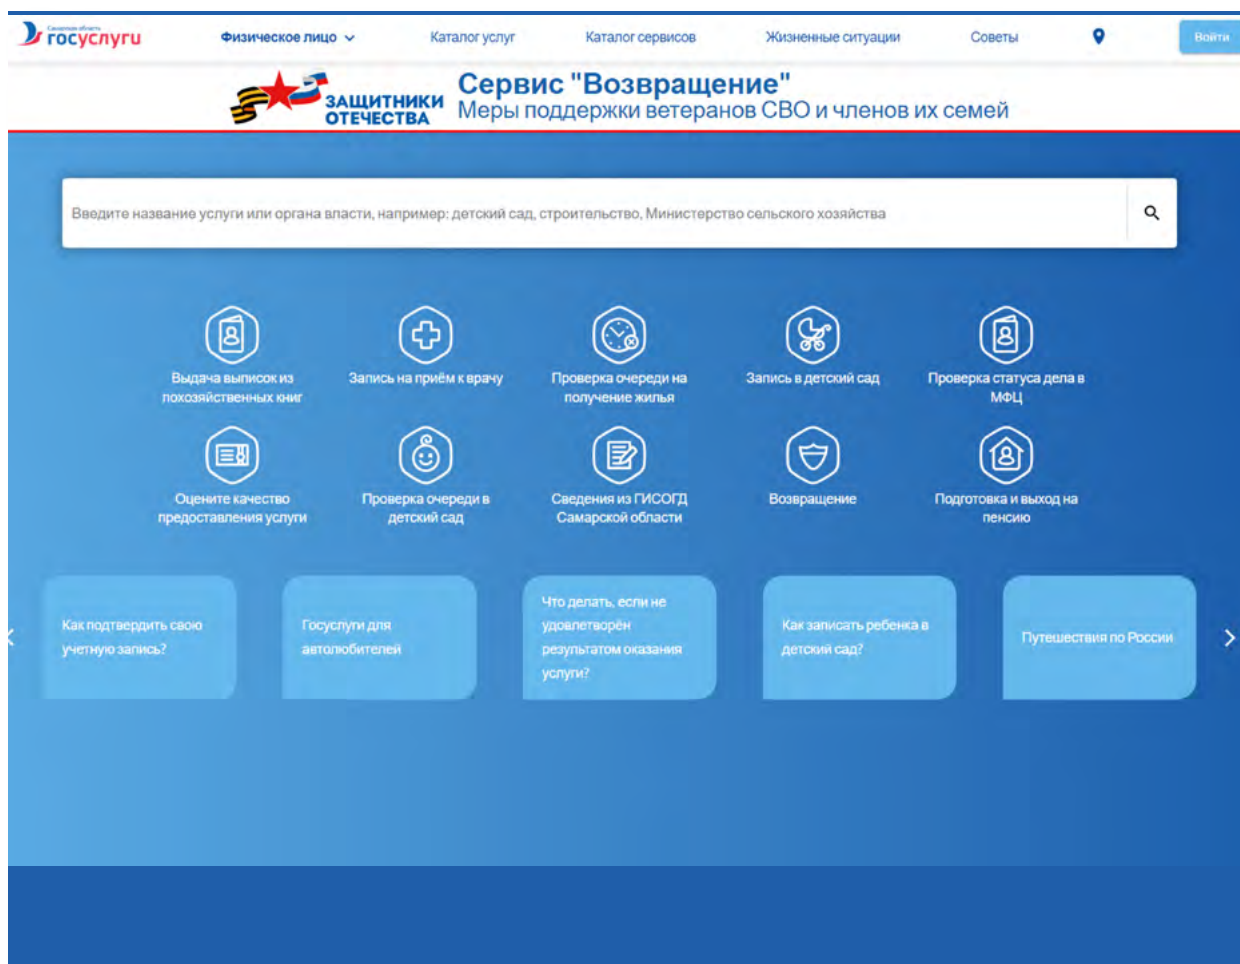 Самарская область
госуслуги
Физическое лицо
Каталог услуг
Каталог сервисов
Жизненные ситуации
Советы
Войти
ЗАЩИТНИКИ
ОТЕЧЕСТВА
Сервис "Возвращение"
Меры поддержки ветеранов СВО и членов их семей
Введите название услуги или органа власти, например: детский сад, строительство, Министерство сельского хозяйства
Выдача выписок из
похозяйственных книг
Запись на приём к врачу
Проверка очереди на
получение жилья
Запись в детский сад
Проверка статуса дела в
МФЦ
Оцените качество
предоставления услуги
Проверка очереди в
детский сад
Сведения из ГИСОГД
Самарской области
Возвращение
Подготовка и выход на
пенсию
Как подтвердить свою
учетную запись?
Госуслуги для
автолюбителей
Что делать, если не
удовлетворён
результатом оказания
услуги?
Как записать ребенка в
детский сад?
Путешествия по России